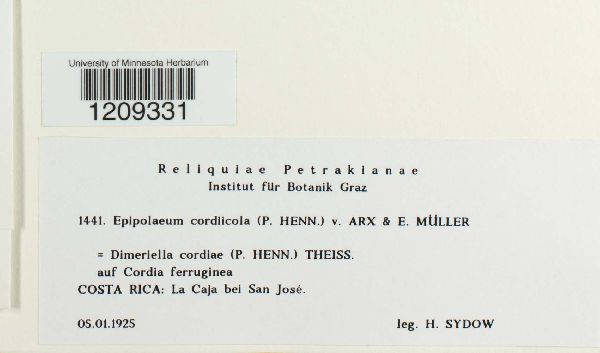 University of Minnesota Herbarium
1209331
Reliquiae Petrakianae
Institut für Botanik Graz
1441. Epipolaeum cordiicola (P. HENN.) v. ARX & E. MÜLLER
= Dimeriella cordiae (P. HENN.) THEISS.
auf Cordia ferruginea
COSTA RICA: La Caja bei San José.
05.01.1925 leg. H. SYDOW